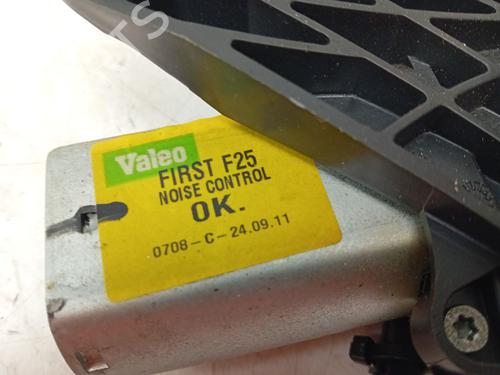 Valeo
FIRST F25
NOISE CONTROL
OK.
0708-C-24.09.11